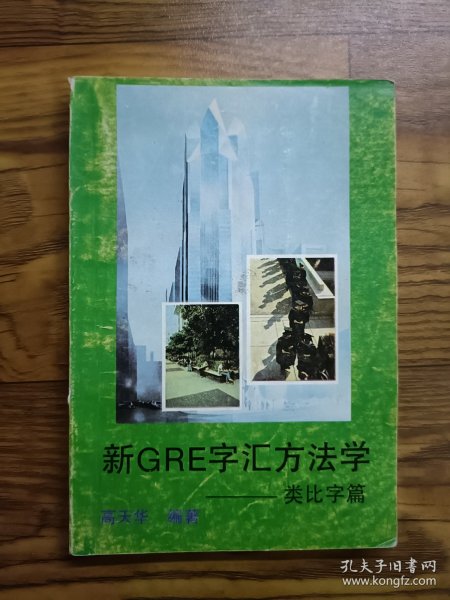 新GRE字汇方法学
——类比字篇
高天华 编著
孔夫子旧书网
www.kongfz.com